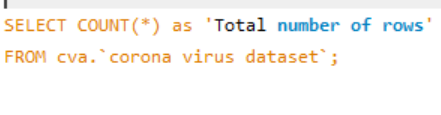 SELECT COUNT(*) as 'Total number of rows'
FROM cva.`corona virus dataset`;